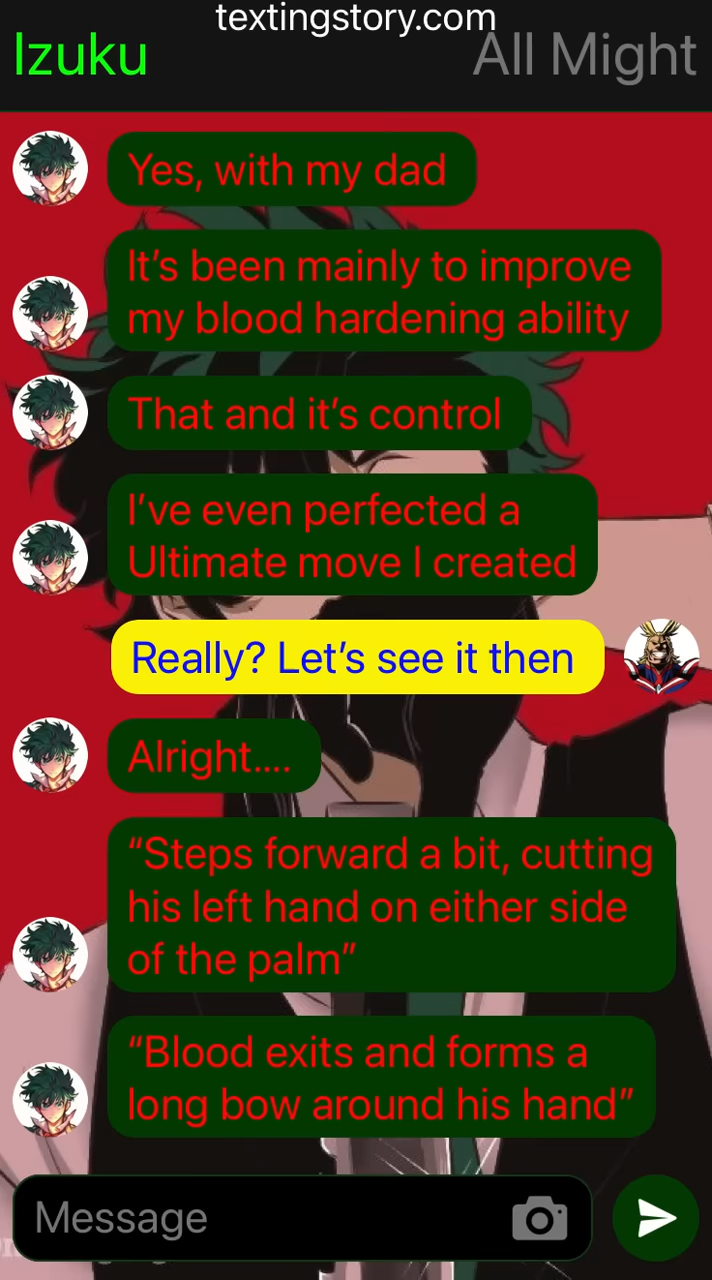 textingstory.com
Izuku
All Might
Yes, with my dad
It’s been mainly to improve
my blood hardening ability
That and it’s control
I’ve even perfected a
Ultimate move I created
Really? Let’s see it then
Alright....
“Steps forward a bit, cutting
his left hand on either side
of the palm”
“Blood exits and forms a
long bow around his hand”
Message